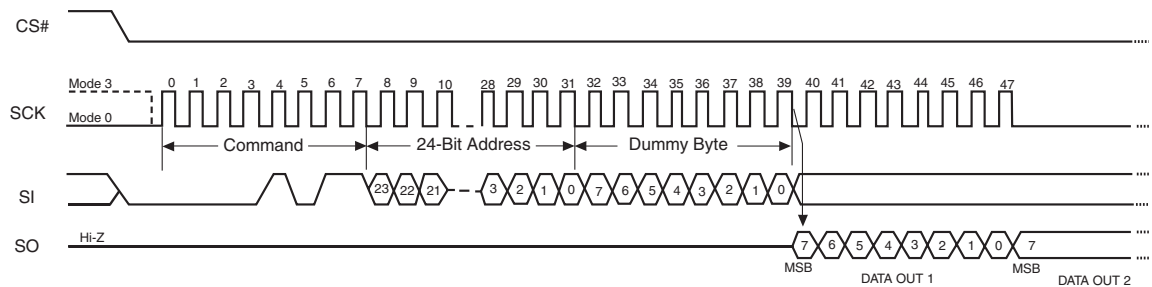 CS#
Mode 3
0 1 2 3 4 5 6 7 8 9 10 28 29 30 31 32 33 34 35 36 37 38 39 40 41 42 43 44 45 46 47
SCK
Mode 0
Command 24-Bit Address Dummy Byte
SI
23 22 21 3 2 1 0 7 6 5 4 3 2 1 0
SO
Hi-Z
7 6 5 4 3 2 1 0 7
MSB DATA OUT 1 MSB DATA OUT 2